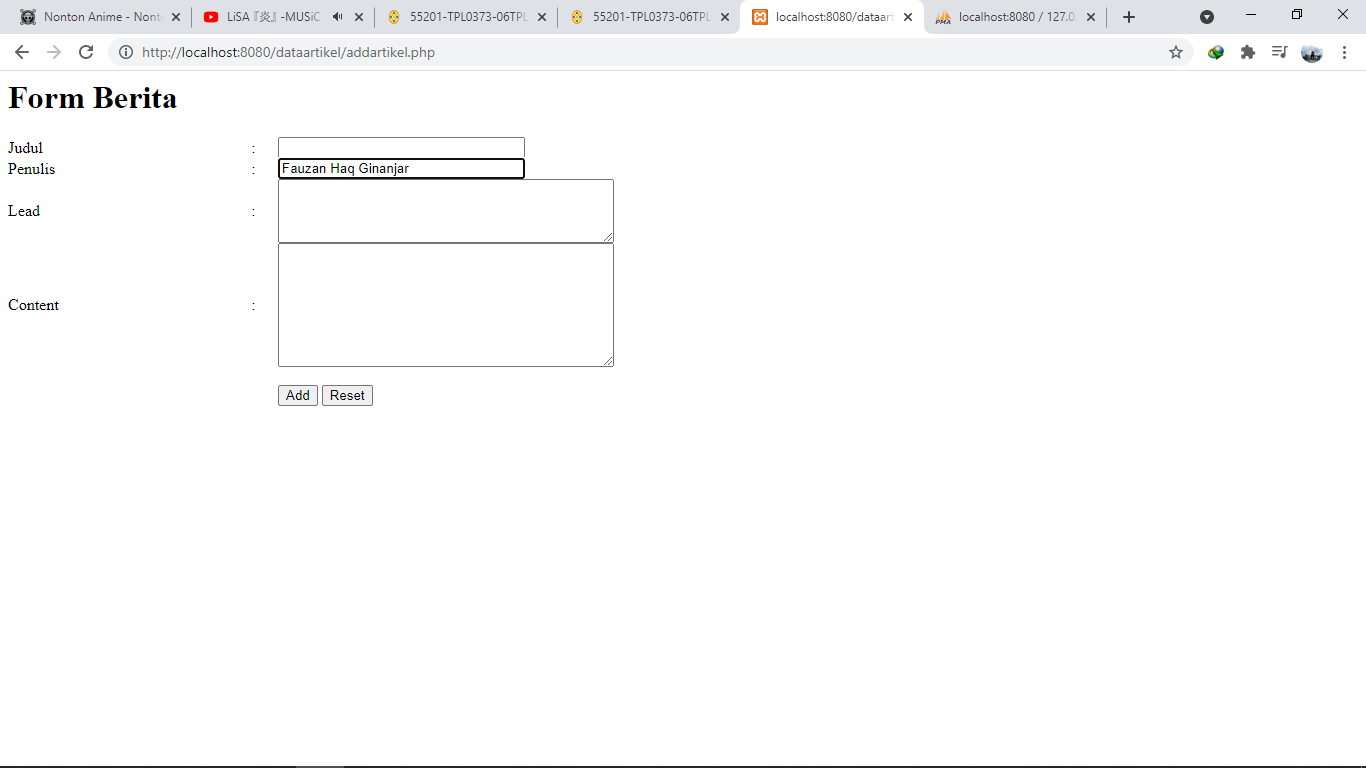 Nonton Anime - Nont
LiSA『炎』-MUSiC
55201-TPL0373-06TPL
55201-TPL0373-06TPL
localhost:8080/dataart
PMA
localhost:8080 / 127.0
http://localhost:8080/dataartikel/addartikel.php
Form Berita
Judul :
Penulis : Fauzan Haq Ginanjar
Lead :
Content :
Add Reset